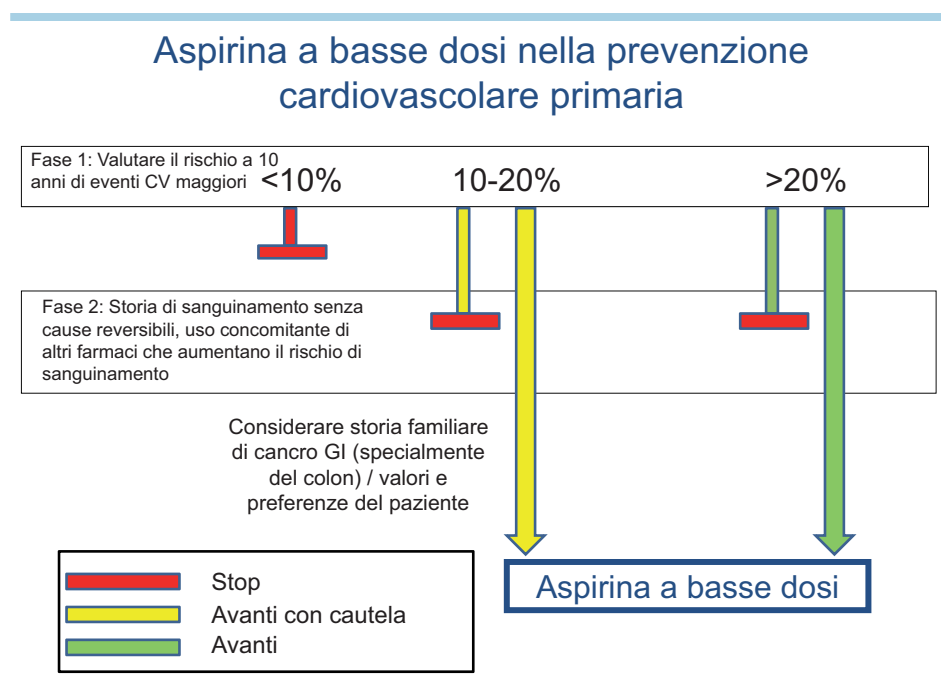 Aspirina a basse dosi nella prevenzione
cardiovascolare primaria
Fase 1: Valutare il rischio a 10
anni di eventi CV maggiori
<10%
10-20%
>20%
Fase 2: Storia di sanguinamento senza
cause reversibili, uso concomitante di
altri farmaci che aumentano il rischio di
sanguinamento
Considerare storia familiare
di cancro GI (specialmente
del colon) / valori e
preferenze del paziente
Aspirina a basse dosi
Stop
Avanti con cautela
Avanti